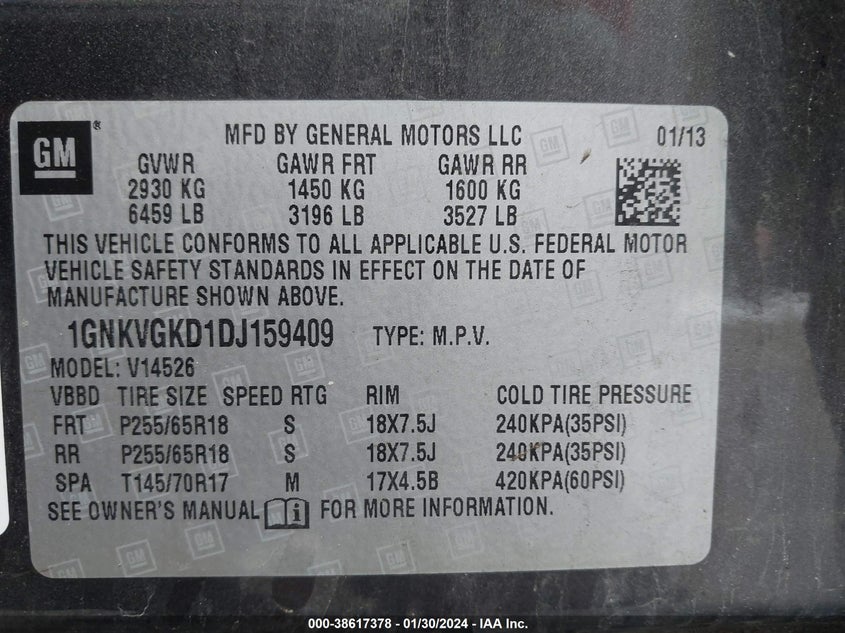 GM®
MFD BY GENERAL MOTORS LLC 01/13
GVWR GAWR FRT GAWR RR
2930 KG 1450 KG 1600 KG
6459 LB 3196 LB 3527 LB
THIS VEHICLE CONFORMS TO ALL APPLICABLE U.S. FEDERAL MOTOR
VEHICLE SAFETY STANDARDS IN EFFECT ON THE DATE OF
MANUFACTURE SHOWN ABOVE.
1GNKVGKD1DJ159409 TYPE: M.P.V.
MODEL: V14526
VBBD TIRE SIZE SPEED RTG RIM COLD TIRE PRESSURE
FRT P255/65R18 S 18X7.5J 240KPA(35PSI)
RR P255/65R18 S 18X7.5J 240KPA(35PSI)
SPA T145/70R17 M 17X4.5B 420KPA(60PSI)
SEE OWNER'S MANUAL i FOR MORE INFORMATION.
000-38617378 - 01/30/2024 - IAA Inc.